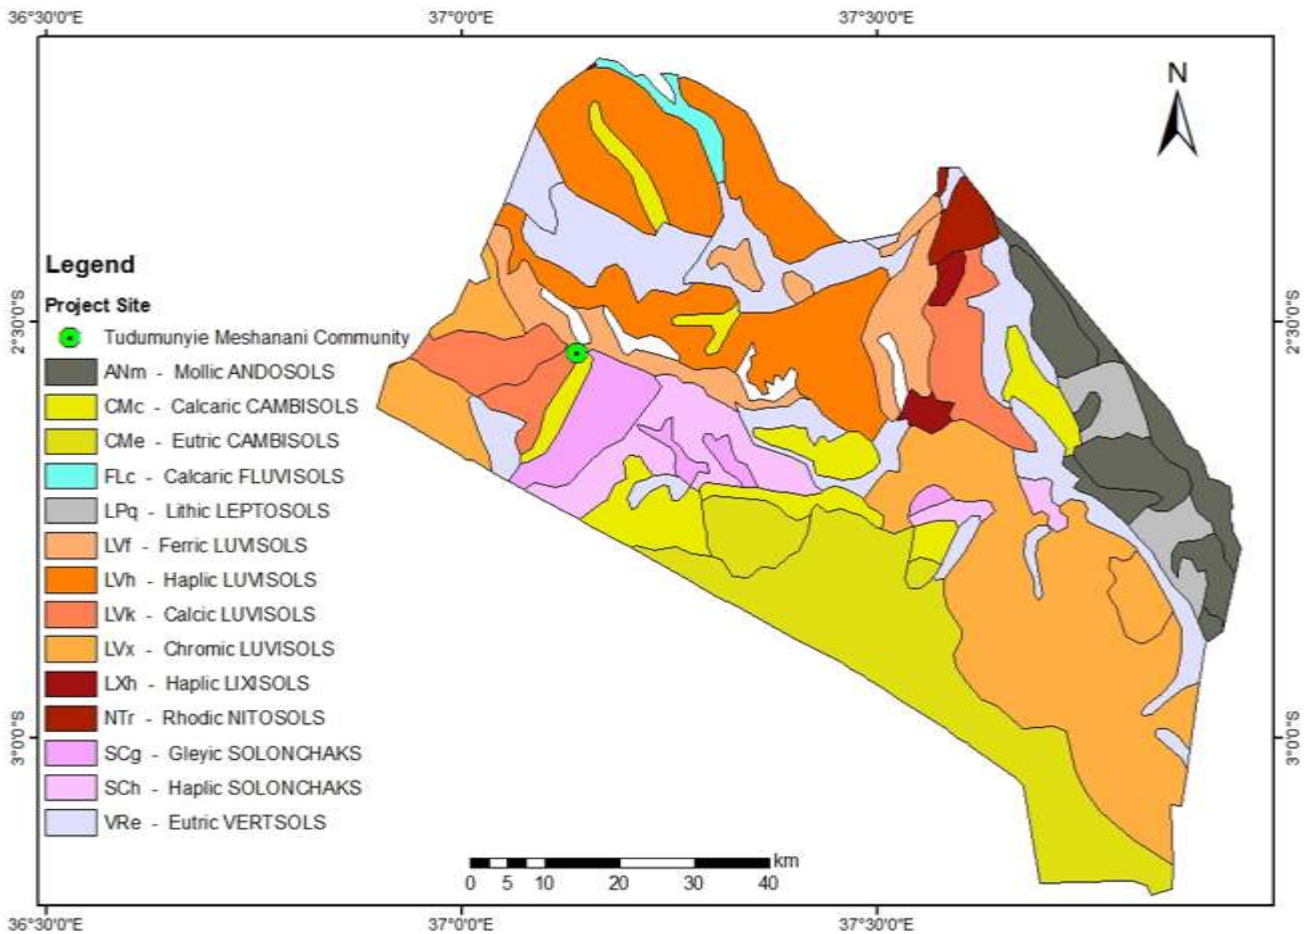 36°30'0"E 37°0'0"E 37°30'0"E
N
2°30'0"S
2°30'0"S
Legend
Project Site
Tudumunyie Meshanani Community
ANm - Mollic ANDOSOLS
CMc - Calcaric CAMBISOLS
CMe - Eutric CAMBISOLS
FLc - Calcaric FLUVISOLS
LPq - Lithic LEPTOSOLS
LVf - Ferric LUVISOLS
LVh - Haplic LUVISOLS
LVk - Calcic LUVISOLS
LVx - Chromic LUVISOLS
LXh - Haplic LIXISOLS
NTr - Rhodic NITOSOLS
SCg - Gleyic SOLONCHAKS
SCh - Haplic SOLONCHAKS
VRe - Eutric VERTSOLS
3°0'0"S
3°0'0"S
km
0 5 10 20 30 40
36°30'0"E 37°0'0"E 37°30'0"E